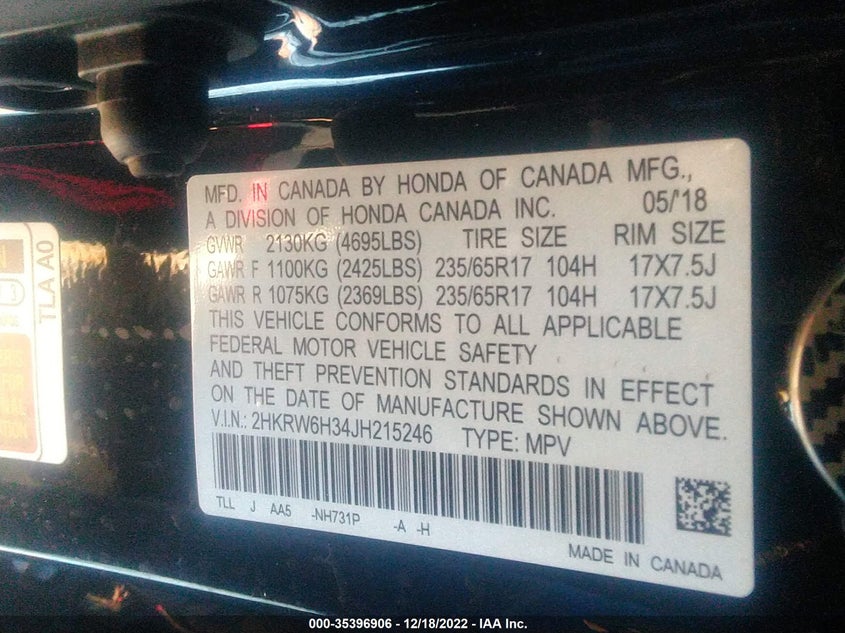 MFD. IN CANADA BY HONDA OF CANADA MFG.,
A DIVISION OF HONDA CANADA INC. 05/'18
GVWR 2130KG (4695LBS) TIRE SIZE RIM SIZE
GAWR F 1100KG (2425LBS) 235/65R17 104H 17X7.5J
GAWR R 1075KG (2369LBS) 235/65R17 104H 17X7.5J
THIS VEHICLE CONFORMS TO ALL APPLICABLE
FEDERAL MOTOR VEHICLE SAFETY
AND THEFT PREVENTION STANDARDS IN EFFECT
ON THE DATE OF MANUFACTURE SHOWN ABOVE.
V.I.N.: 2HKRW6H34JH215246 TYPE: MPV
TLL J AA5 -NH731P -A -H
MADE IN CANADA
TLA A0
000-35396906 - 12/18/2022 - IAA Inc.